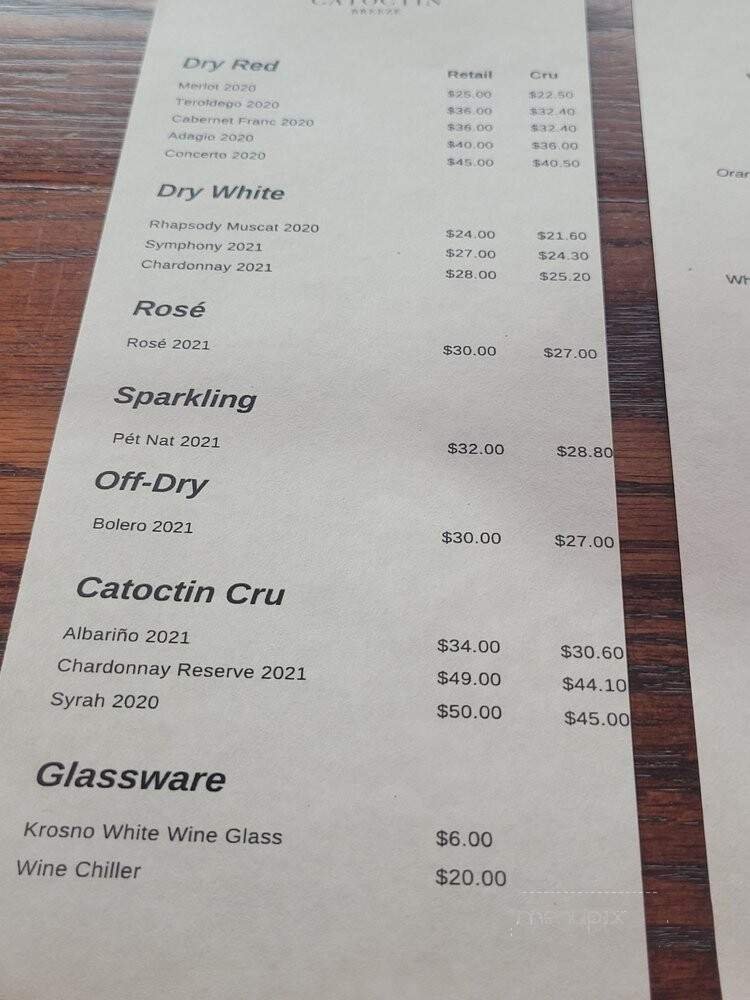 CATOCTIN
BREEZE
Dry Red Retail Cru
Merlot 2020 $25.00 $22.50
Teroldego 2020 $36.00 $32.40
Cabernet Franc 2020 $36.00 $32.40
Adagio 2020 $40.00 $36.00
Concerto 2020 $45.00 $40.50
Dry White
Rhapsody Muscat 2020 $24.00 $21.60
Symphony 2021 $27.00 $24.30
Chardonnay 2021 $28.00 $25.20
Rosé
Rosé 2021 $30.00 $27.00
Sparkling
Pét Nat 2021 $32.00 $28.80
Off-Dry
Bolero 2021 $30.00 $27.00
Catoctin Cru
Albariño 2021 $34.00 $30.60
Chardonnay Reserve 2021 $49.00 $44.10
Syrah 2020 $50.00 $45.00
Glassware
Krosno White Wine Glass $6.00
Wine Chiller $20.00
menupix